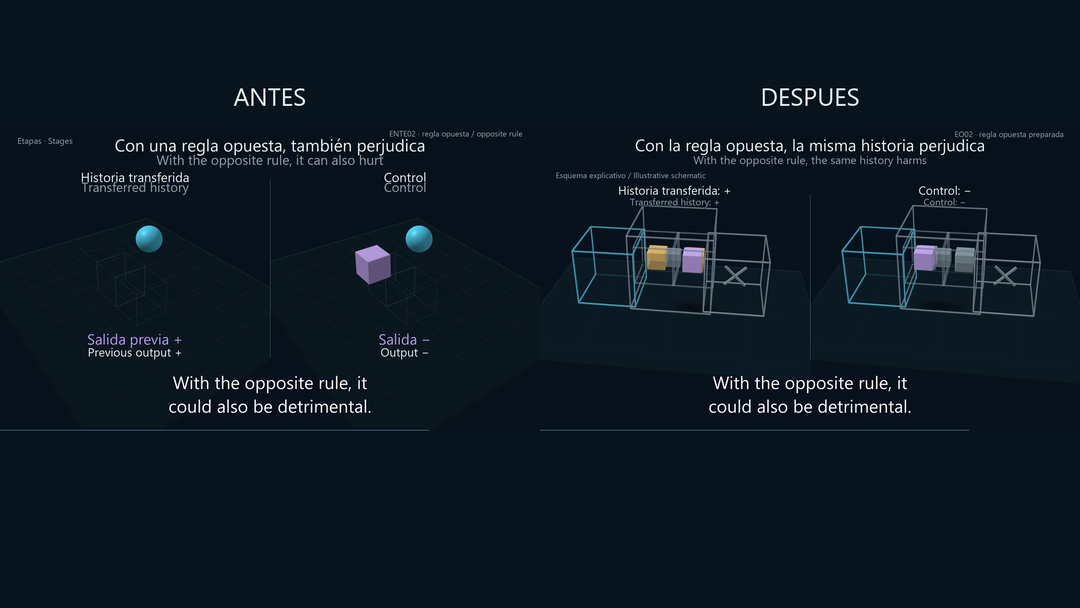 ANTES
Etapas · Stages
ENTE02 · regla opuesta / opposite rule
Con una regla opuesta, también perjudica
With the opposite rule, it can also hurt
Historia transferida
Transferred history
Control
Control
Salida previa +
Previous output +
Salida −
Output −
With the opposite rule, it
could also be detrimental.
DESPUES
EO02 · regla opuesta preparada
Con la regla opuesta, la misma historia perjudica
With the opposite rule, the same history harms
Esquema explicativo / Illustrative schematic
Historia transferida: +
Transferred history: +
Control: −
Control: −
With the opposite rule, it
could also be detrimental.